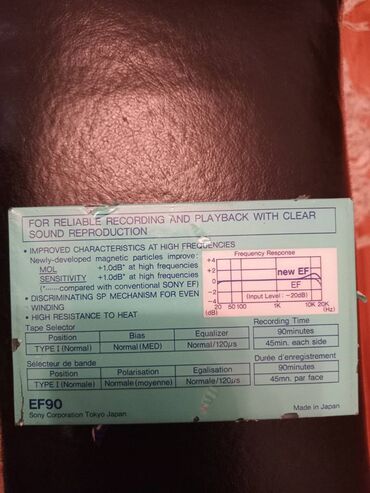 FOR RELIABLE RECORDING AND PLAYBACK WITH CLEAR
SOUND REPRODUCTION
• IMPROVED CHARACTERISTICS AT HIGH FREQUENCIES
Newly-developed magnetic particles improve:
MOL +1.0dB* at high frequencies
SENSITIVITY +1.0dB* at high frequencies
(*······compared with conventional SONY EF)
• DISCRIMINATING SP MECHANISM FOR EVEN
WINDING
• HIGH RESISTANCE TO HEAT
Frequency Response
+4
+2
0
−2
−4
(dB)
new EF
EF
(Input Level : −20dB)
20 50 100 1K 10K 20K
(Hz)
Tape Selector
Position Bias Equalizer
TYPE I (Normal) Normal (MED) Normal/120μs
Recording Time
90minutes
45min. each side
Sélecteur de bande
Position Polarisation Egalisation
TYPE I (Normale) Normale (moyenne) Normale/120μs
Durée d'enregistrement
90minutes
45mn. par face
EF90
Sony Corporation Tokyo Japan
Made in Japan